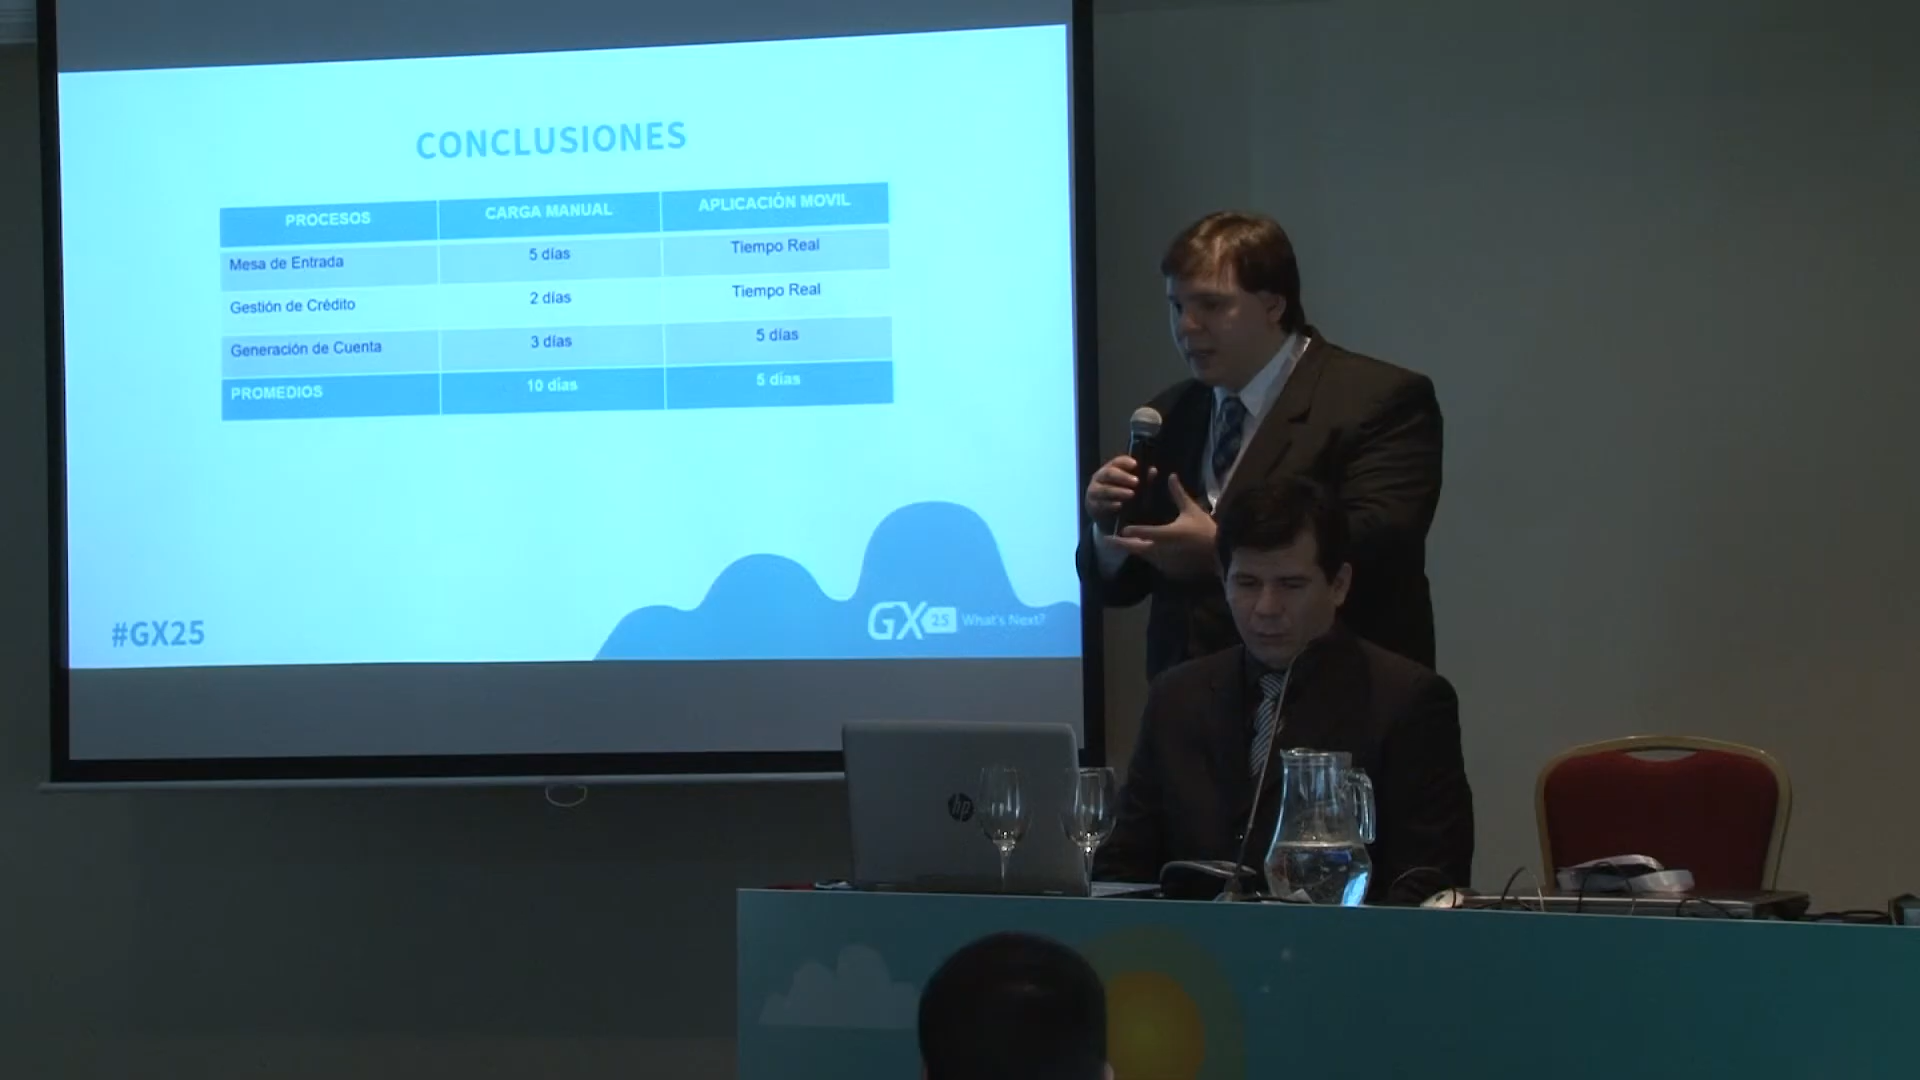 CONCLUSIONES
PROCESOS CARGA MANUAL APLICACIÓN MOVIL
Mesa de Entrada 5 días Tiempo Real
Gestión de Crédito 2 días Tiempo Real
Generación de Cuenta 3 días 5 días
PROMEDIOS 10 días 5 días
#GX25
GX 25 What's Next?
hp